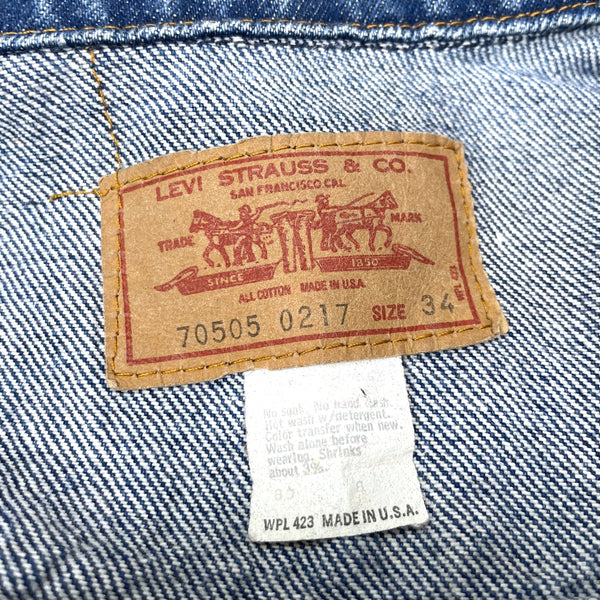 LEVI STRAUSS & CO.
SAN FRANCISCO, CAL.
TRADE MARK
SINCE 1850
ALL COTTON MADE IN U.S.A.
70505 0217 SIZE 34
WPL 423
No soak. No hand wash.
Hot wash w/detergent.
Color transfer when new.
Wash alone before
wearing. Shrinks
about 3%.
WPL 423 MADE IN U.S.A.